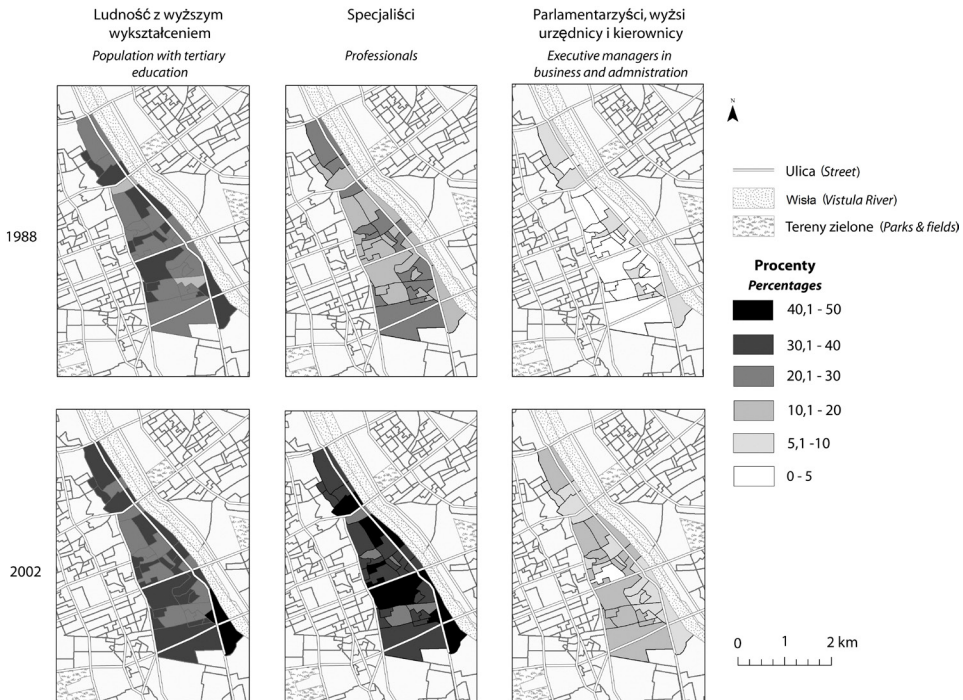 Ludność z wyższym
wykształceniem
Population with tertiary
education
Specjaliści
Professionals
Parlamentarzyści, wyżsi
urzędnicy i kierownicy
Executive managers in
business and admnistration
1988
2002
N
Ulica (Street)
Wisła (Vistula River)
Tereny zielone (Parks & fields)
Procenty
Percentages
40,1 - 50
30,1 - 40
20,1 - 30
10,1 - 20
5,1 -10
0 - 5
0 1 2 km